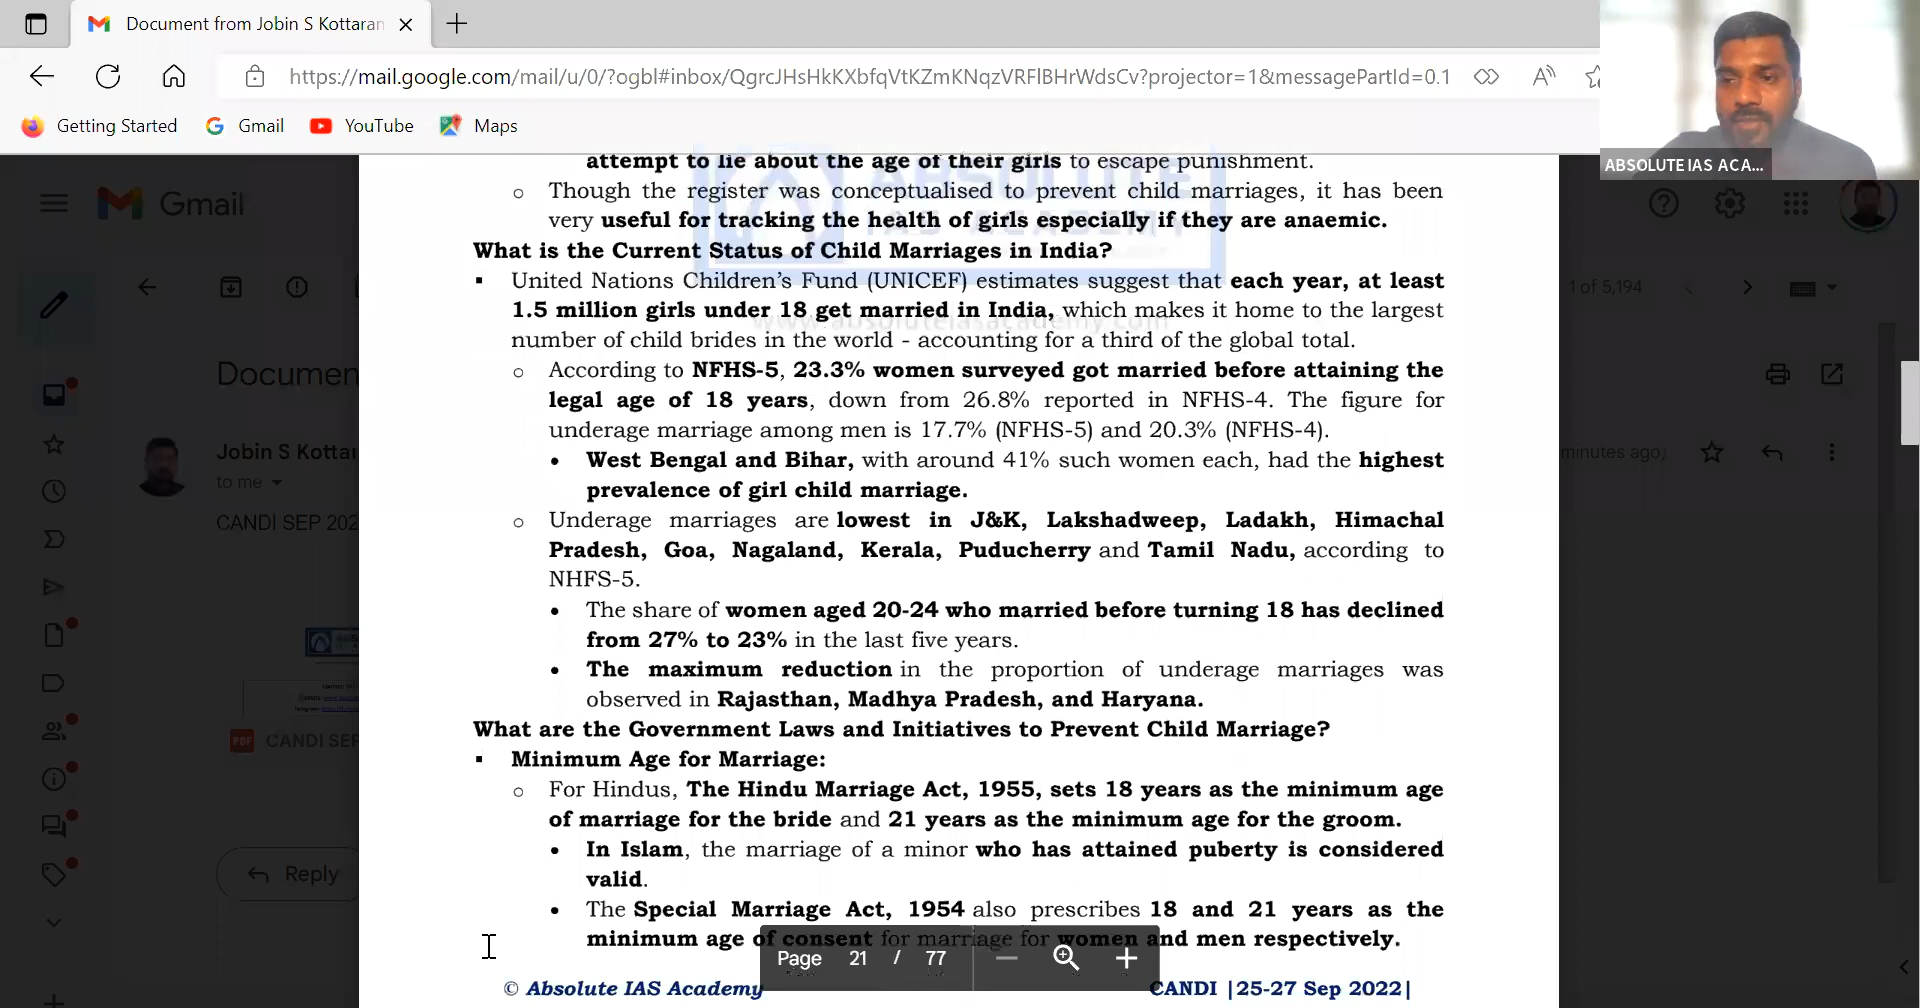 Document from Jobin S Kottaran
https://mail.google.com/mail/u/0/?ogbl#inbox/QgrcJHsHkKXbfqVtKZmKNqzVRFlBHrWdsCv?projector=1&messagePartId=0.1
Getting Started
Gmail
YouTube
Maps
ABSOLUTE IAS ACA...
Gmail
1 of 5,194
Document
Jobin S Kottar
to me
minutes ago)
CANDI SEP 202
PDF
CANDI SEP
Reply
ABSOLUTE
IAS ACADEMY
www.absoluteiasacademy.com
attempt to lie about the age of their girls to escape punishment.
o Though the register was conceptualised to prevent child marriages, it has been
very useful for tracking the health of girls especially if they are anaemic.
What is the Current Status of Child Marriages in India?
▪ United Nations Children’s Fund (UNICEF) estimates suggest that each year, at least
1.5 million girls under 18 get married in India, which makes it home to the largest
number of child brides in the world - accounting for a third of the global total.
o According to NFHS-5, 23.3% women surveyed got married before attaining the
legal age of 18 years, down from 26.8% reported in NFHS-4. The figure for
underage marriage among men is 17.7% (NFHS-5) and 20.3% (NFHS-4).
• West Bengal and Bihar, with around 41% such women each, had the highest
prevalence of girl child marriage.
o Underage marriages are lowest in J&K, Lakshadweep, Ladakh, Himachal
Pradesh, Goa, Nagaland, Kerala, Puducherry and Tamil Nadu, according to
NHFS-5.
• The share of women aged 20-24 who married before turning 18 has declined
from 27% to 23% in the last five years.
• The maximum reduction in the proportion of underage marriages was
observed in Rajasthan, Madhya Pradesh, and Haryana.
What are the Government Laws and Initiatives to Prevent Child Marriage?
▪ Minimum Age for Marriage:
o For Hindus, The Hindu Marriage Act, 1955, sets 18 years as the minimum age
of marriage for the bride and 21 years as the minimum age for the groom.
• In Islam, the marriage of a minor who has attained puberty is considered
valid.
• The Special Marriage Act, 1954 also prescribes 18 and 21 years as the
minimum age of consent for marriage for women and men respectively.
Page 21 / 77
© Absolute IAS Academy
CANDI |25-27 Sep 2022|